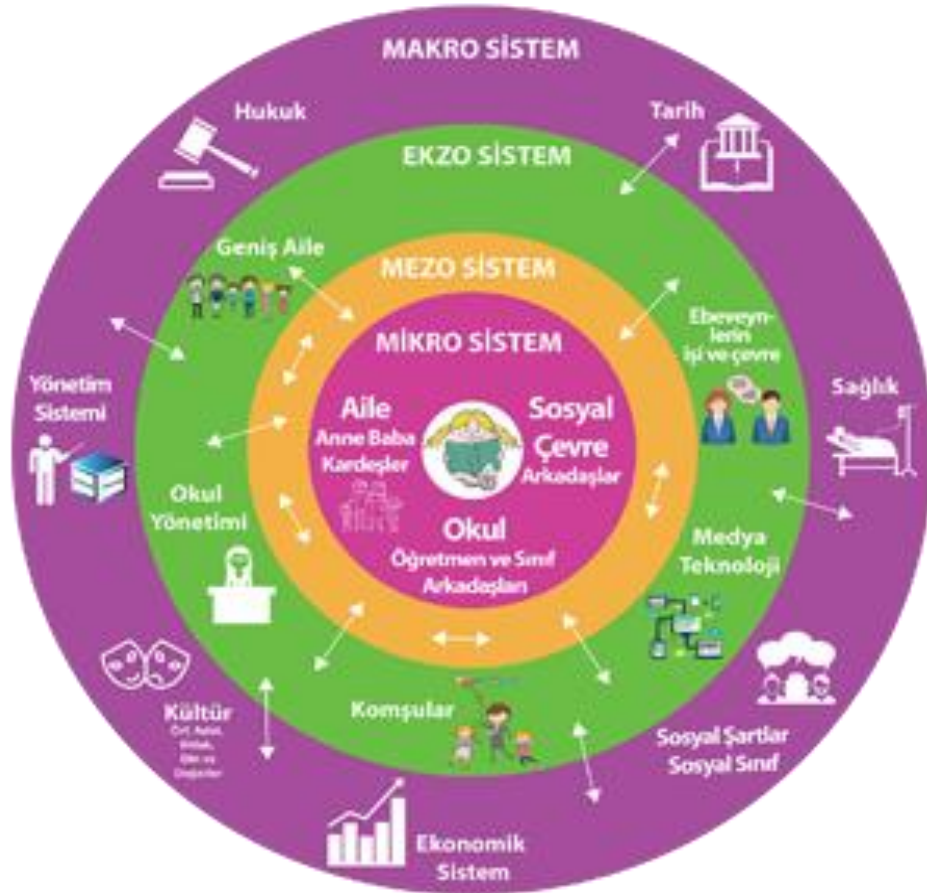 MAKRO SİSTEM
Hukuk
Tarih
EKZO SİSTEM
Geniş Aile
MEZO SİSTEM
Ebeveyn-
lerin
işi ve çevre
MİKRO SİSTEM
Yönetim
Sistemi
Sağlık
Aile
Anne Baba
Kardeşler
Sosyal
Çevre
Arkadaşlar
Okul
Yönetimi
Okul
Öğretmen ve Sınıf
Arkadaşları
Medya
Teknoloji
Kültür
Komşular
Sosyal Şartlar
Sosyal Sınıf
Ekonomik
Sistem